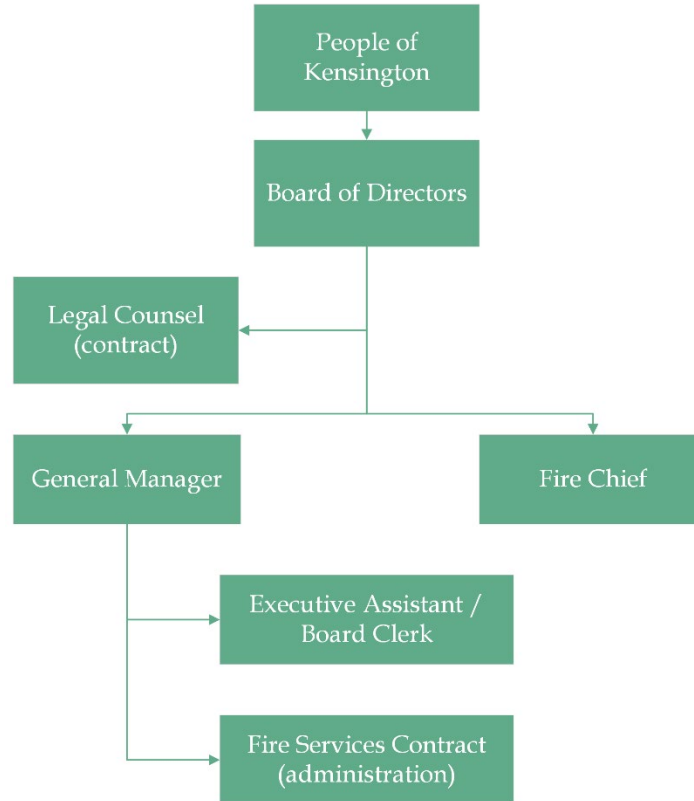 People of
Kensington
Board of Directors
Legal Counsel
(contract)
General Manager
Fire Chief
Executive Assistant /
Board Clerk
Fire Services Contract
(administration)